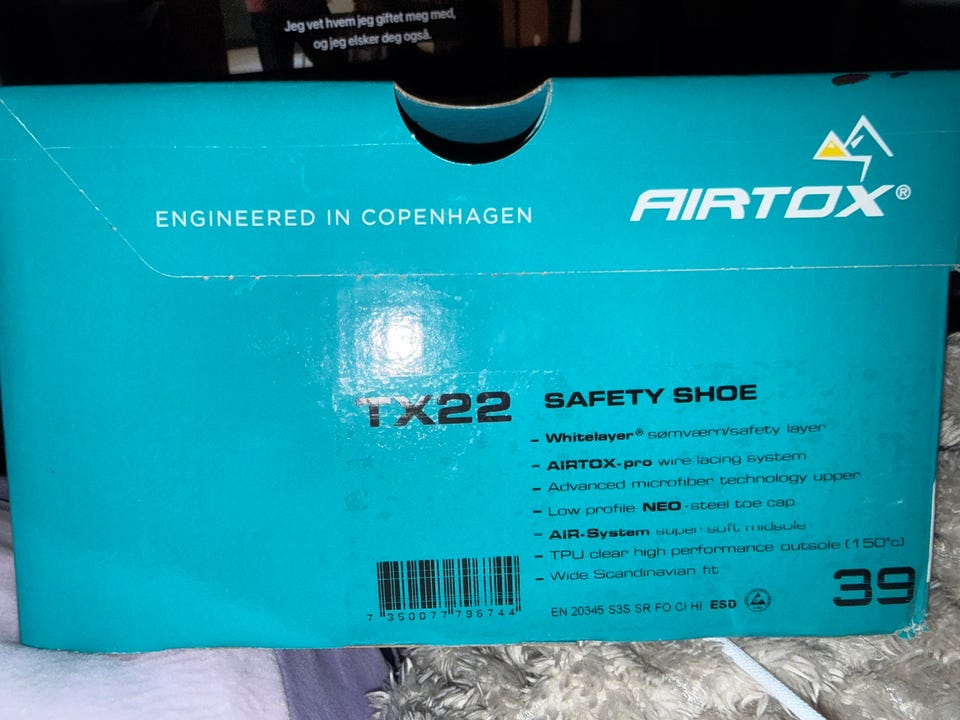 Jeg vet hvem jeg giftet meg med,
og jeg elsker deg også.
AIRTOX®
ENGINEERED IN COPENHAGEN
TX22
SAFETY SHOE
- Whitelayer® sømværn/safety layer
- AIRTOX-pro wire lacing system
- Advanced microfiber technology upper
- Low profile NEO-steel toe cap
- AIR-System super soft midsole
- TPU clear high performance outsole (150°c)
- Wide Scandinavian fit
EN 20345 S3S SR FO CI HI ESD
39
7 350077 796744